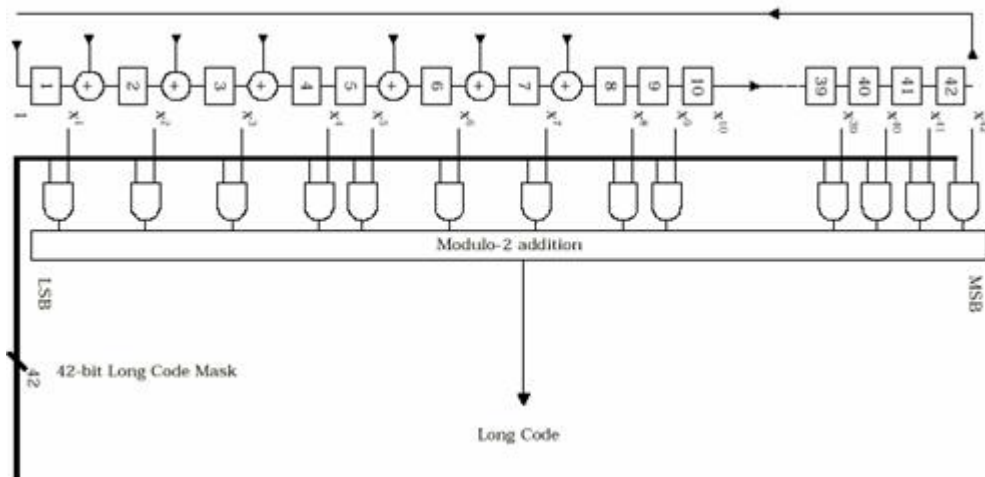 1 + 2 + 3 + 4 5 + 6 + 7 + 8 9 10 39 40 41 42
1 x¹ x² x³ x⁴ x⁵ x⁶ x⁷ x⁸ x⁹ x¹⁰ x³⁹ x⁴⁰ x⁴¹ x⁴²
Modulo-2 addition
LSB MSB
42 42-bit Long Code Mask
Long Code